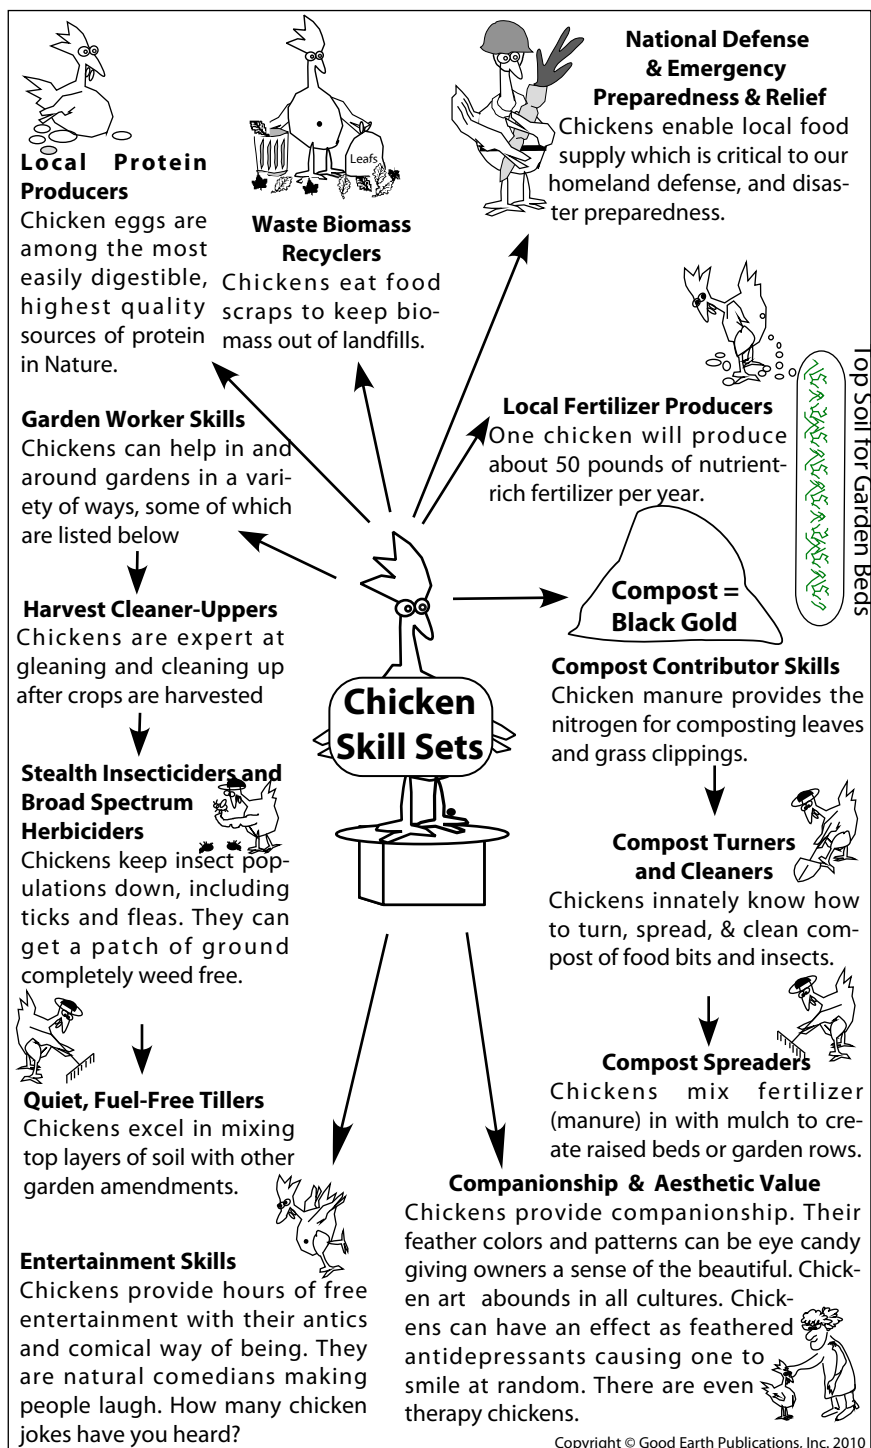 Local Protein
Producers
Chicken eggs are
among the most
easily digestible,
highest quality
sources of protein
in Nature.
Leafs
Waste Biomass
Recyclers
Chickens eat food
scraps to keep bio-
mass out of landfills.
National Defense
& Emergency
Preparedness & Relief
Chickens enable local food
supply which is critical to our
homeland defense, and disas-
ter preparedness.
Local Fertilizer Producers
One chicken will produce
about 50 pounds of nutrient-
rich fertilizer per year.
Top Soil for Garden Beds
Garden Worker Skills
Chickens can help in and
around gardens in a vari-
ety of ways, some of which
are listed below
Harvest Cleaner-Uppers
Chickens are expert at
gleaning and cleaning up
after crops are harvested
Stealth Insecticiders and
Broad Spectrum
Herbiciders
Chickens keep insect pop-
ulations down, including
ticks and fleas. They can
get a patch of ground
completely weed free.
Quiet, Fuel-Free Tillers
Chickens excel in mixing
top layers of soil with other
garden amendments.
Chicken
Skill Sets
Compost =
Black Gold
Compost Contributor Skills
Chicken manure provides the
nitrogen for composting leaves
and grass clippings.
Compost Turners
and Cleaners
Chickens innately know how
to turn, spread, & clean com-
post of food bits and insects.
Compost Spreaders
Chickens mix fertilizer
(manure) in with mulch to cre-
ate raised beds or garden rows.
Entertainment Skills
Chickens provide hours of free
entertainment with their antics
and comical way of being. They
are natural comedians making
people laugh. How many chicken
jokes have you heard?
Companionship & Aesthetic Value
Chickens provide companionship. Their
feather colors and patterns can be eye candy
giving owners a sense of the beautiful. Chick-
en art abounds in all cultures. Chick-
ens can have an effect as feathered
antidepressants causing one to
smile at random. There are even
therapy chickens.
Copyright © Good Earth Publications, Inc. 2010